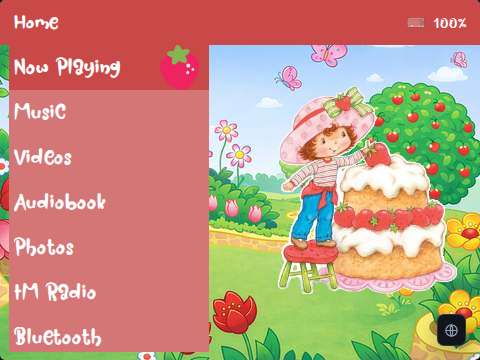 Home
100%
Now Playing
Music
Videos
Audiobook
Photos
FM Radio
Bluetooth